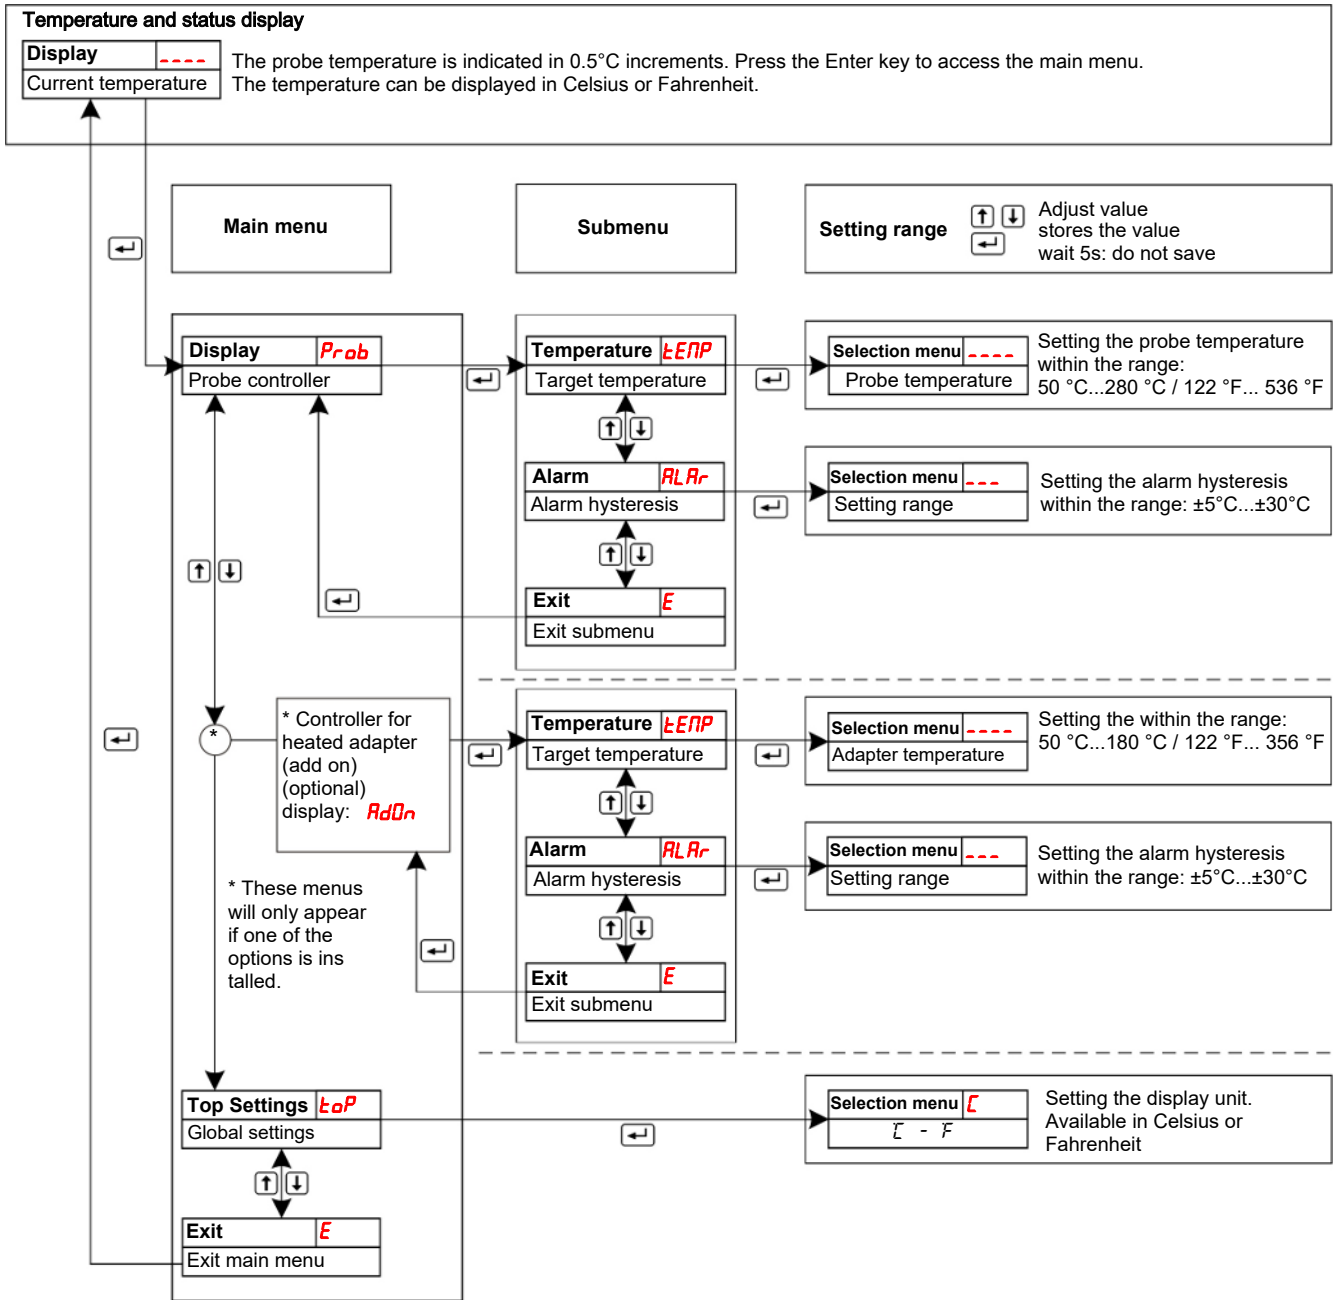 Temperature and status display
Display ----
Current temperature
The probe temperature is indicated in 0.5°C increments. Press the Enter key to access the main menu.
The temperature can be displayed in Celsius or Fahrenheit.
Main menu
Submenu
Setting range
Adjust value
stores the value
wait 5s: do not save
Display Prob
Probe controller
Temperature tEMP
Target temperature
Selection menu ----
Probe temperature
Setting the probe temperature
within the range:
50 °C...280 °C / 122 °F... 536 °F
Alarm ALAr
Alarm hysteresis
Selection menu ---
Setting range
Setting the alarm hysteresis
within the range: ±5°C...±30°C
Exit E
Exit submenu
*
* Controller for
heated adapter
(add on)
(optional)
display: AdOn
Temperature tEMP
Target temperature
Selection menu ----
Adapter temperature
Setting the within the range:
50 °C...180 °C / 122 °F... 356 °F
Alarm ALAr
Alarm hysteresis
Selection menu ---
Setting range
Setting the alarm hysteresis
within the range: ±5°C...±30°C
* These menus
will only appear
if one of the
options is ins
talled.
Exit E
Exit submenu
Top Settings toP
Global settings
Selection menu C
C - F
Setting the display unit.
Available in Celsius or
Fahrenheit
Exit E
Exit main menu